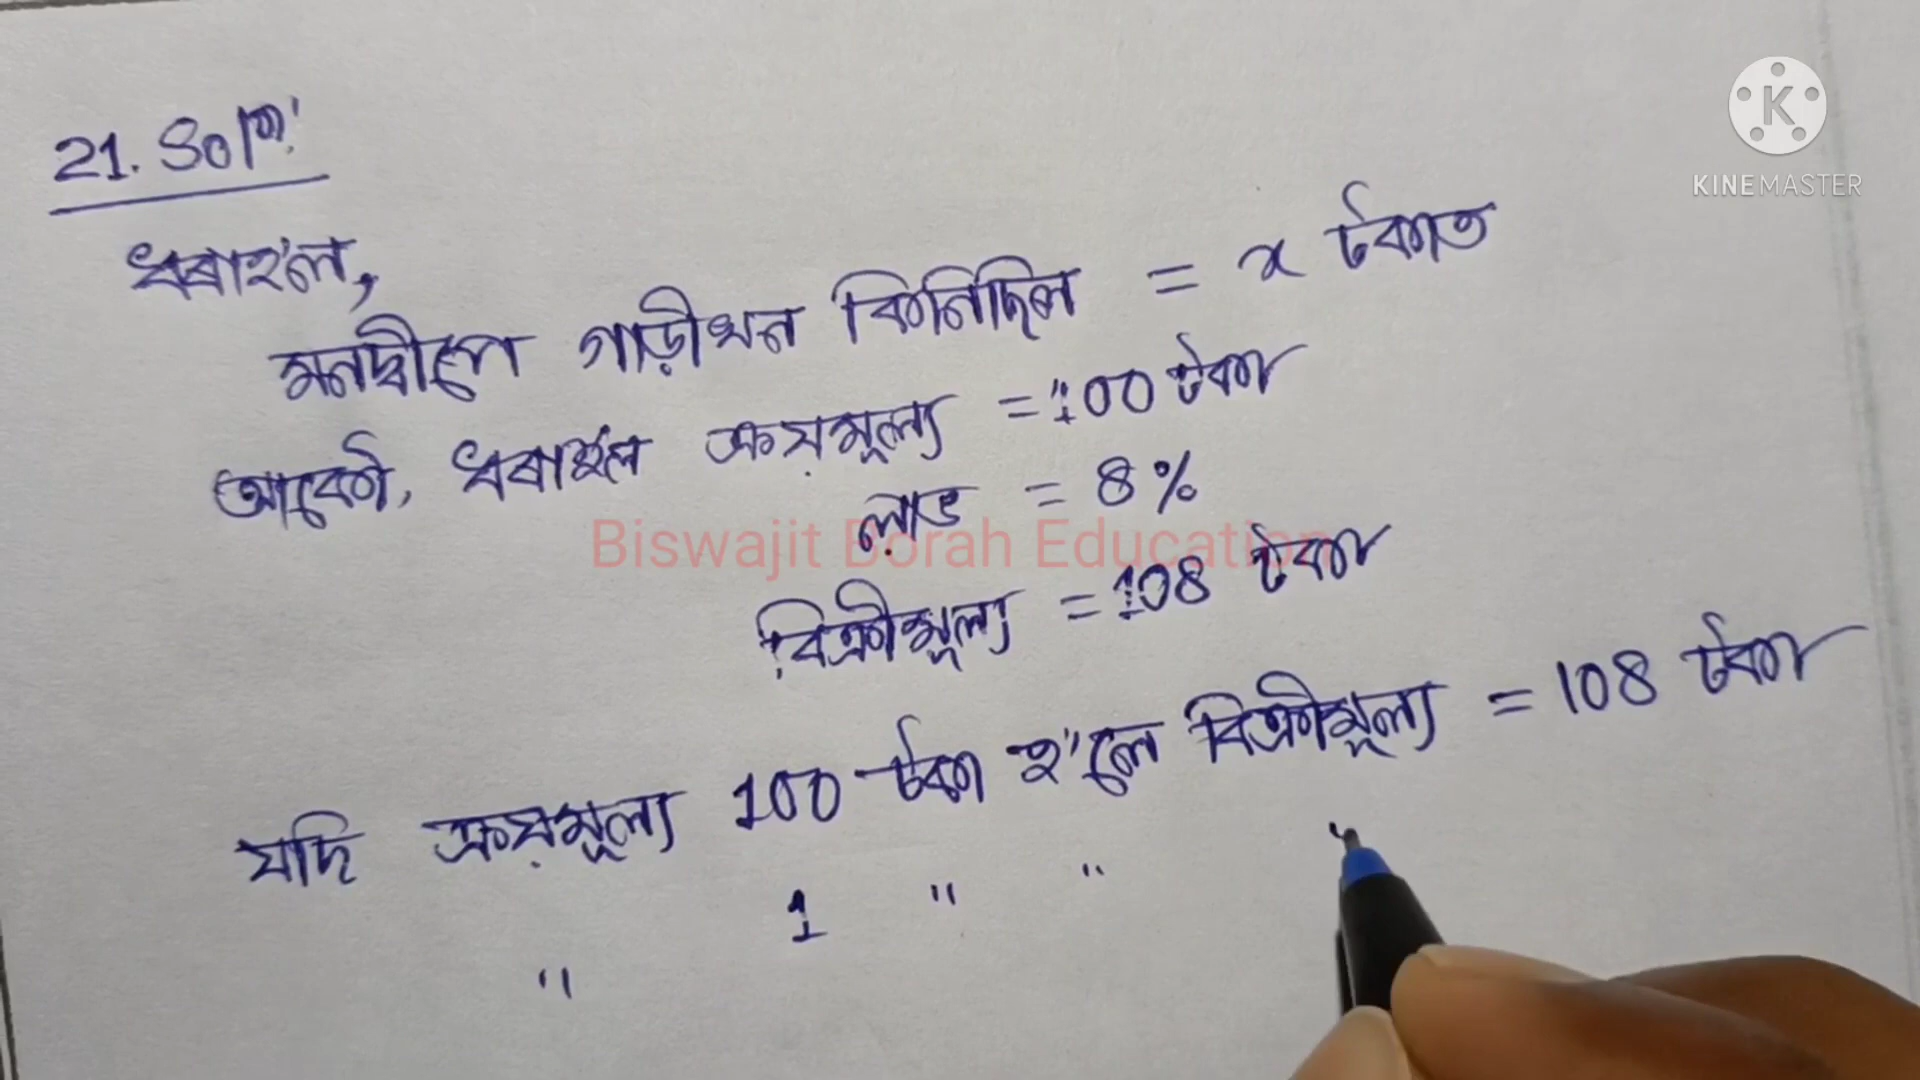 21. Solⁿ:
ধৰাহ'ল,
মনদ্বীপে গাড়ীখন কিনিছিল = x টকাত
আকৌ, ধৰাহ'ল ক্ৰয়মূল্য = 100 টকা
লাভ = 8%
বিক্ৰীমূল্য = 108 টকা
যদি ক্ৰয়মূল্য 100 টকা হ'লে বিক্ৰীমূল্য = 108 টকা
" 1 " "
KINEMASTER
Biswajit Borah Education